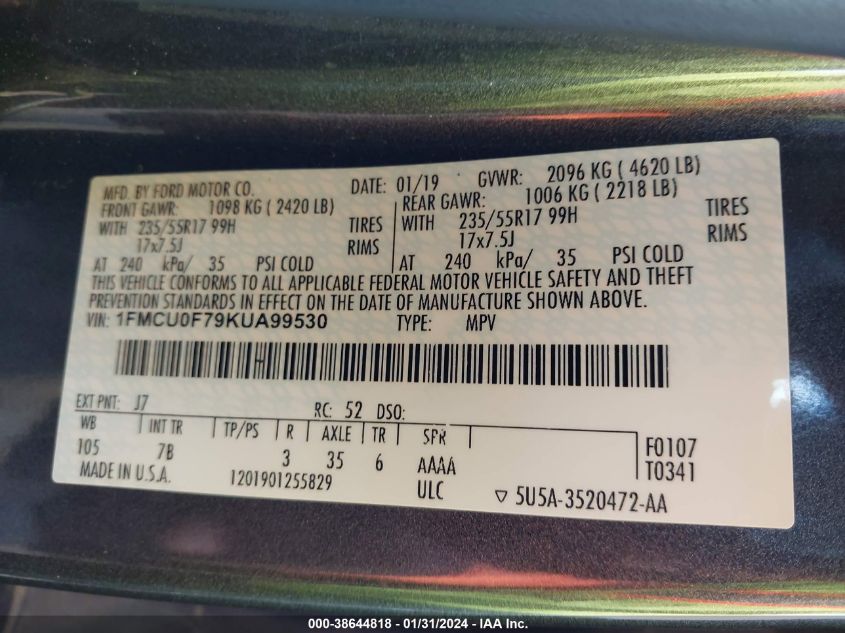 MFD. BY FORD MOTOR CO. DATE: 01/19 GVWR: 2096 KG ( 4620 LB)
FRONT GAWR: 1098 KG ( 2420 LB) REAR GAWR: 1006 KG ( 2218 LB)
WITH 235/55R17 99H TIRES WITH 235/55R17 99H TIRES
17x7.5J RIMS 17x7.5J RIMS
AT 240 kPa/ 35 PSI COLD AT 240 kPa/ 35 PSI COLD
THIS VEHICLE CONFORMS TO ALL APPLICABLE FEDERAL MOTOR VEHICLE SAFETY AND THEFT
PREVENTION STANDARDS IN EFFECT ON THE DATE OF MANUFACTURE SHOWN ABOVE.
VIN: 1FMCU0F79KUA99530 TYPE: MPV
EXT PNT: J7 RC: 52 DSO:
WB INT TR TP/PS R AXLE TR SPR F0107
105 7B 3 35 6 AAAA T0341
MADE IN U.S.A. 1201901255829 ULC ▽ 5U5A-3520472-AA
000-38644818 - 01/31/2024 - IAA Inc.